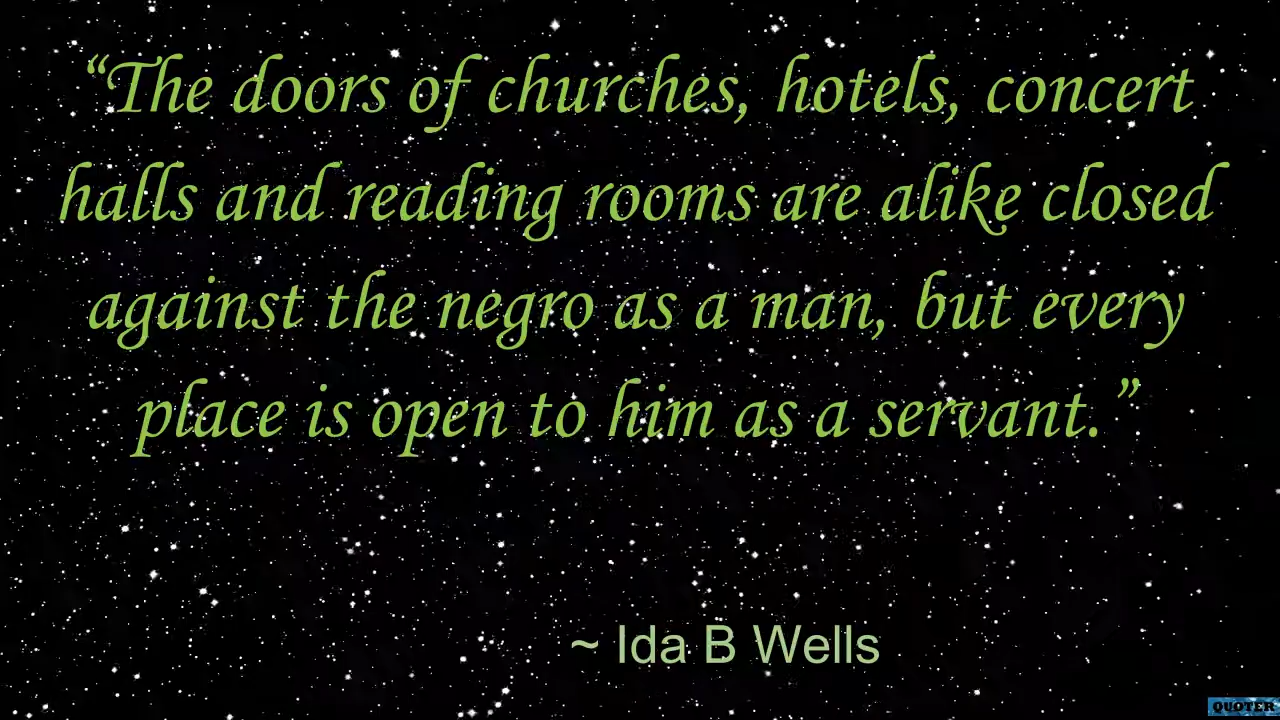 “The doors of churches, hotels, concert
halls and reading rooms are alike closed
against the negro as a man, but every
place is open to him as a servant.”
~ Ida B Wells
QUOTER